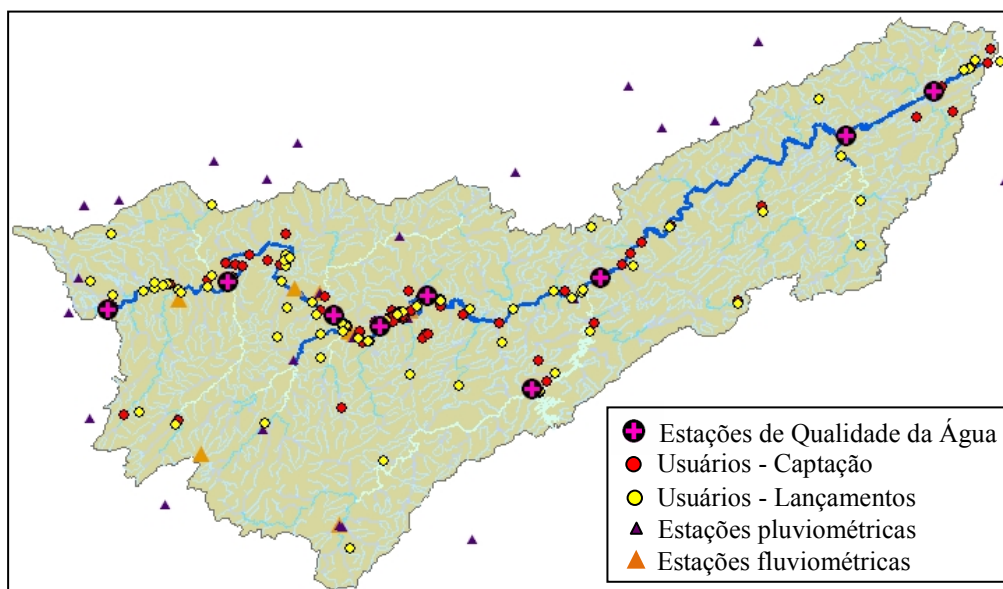 Estações de Qualidade da Água
Usuários - Captação
Usuários - Lançamentos
Estações pluviométricas
Estações fluviométricas